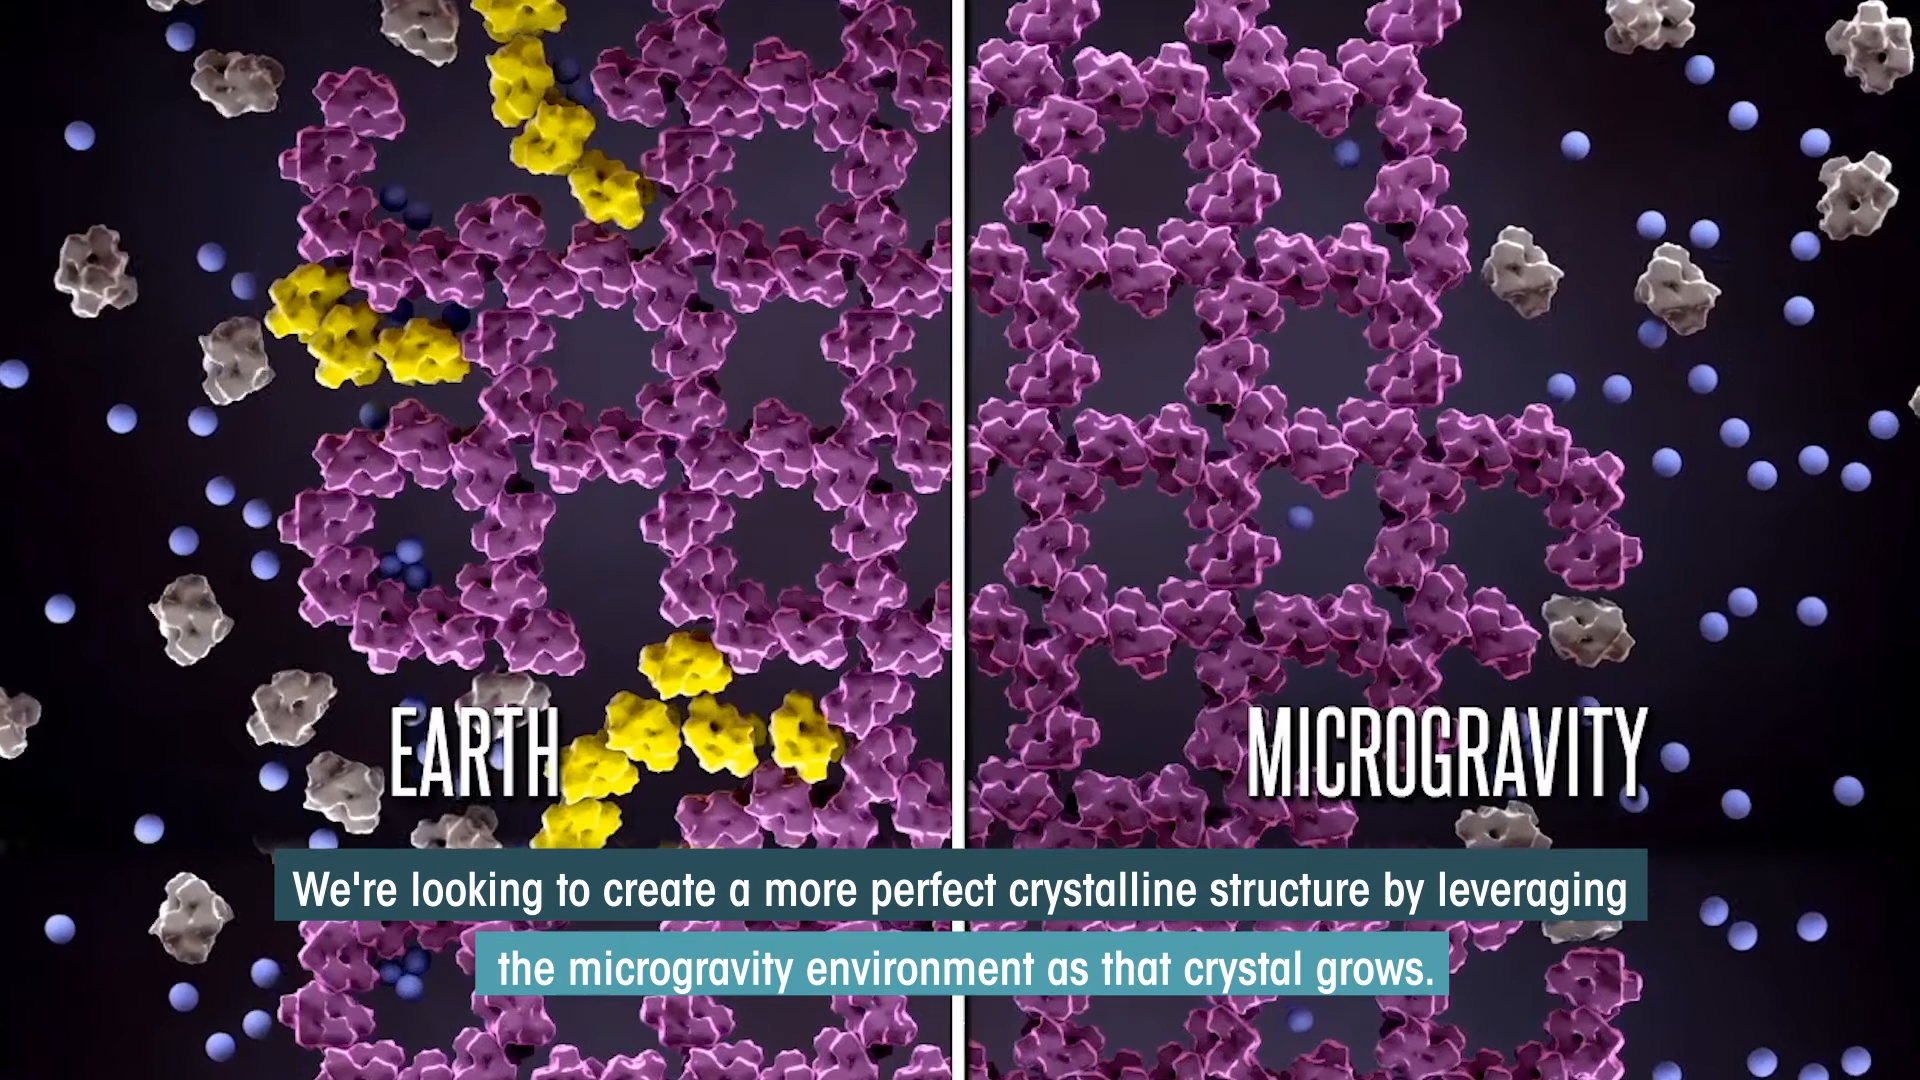 EARTH
MICROGRAVITY
We're looking to create a more perfect crystalline structure by leveraging
the microgravity environment as that crystal grows.